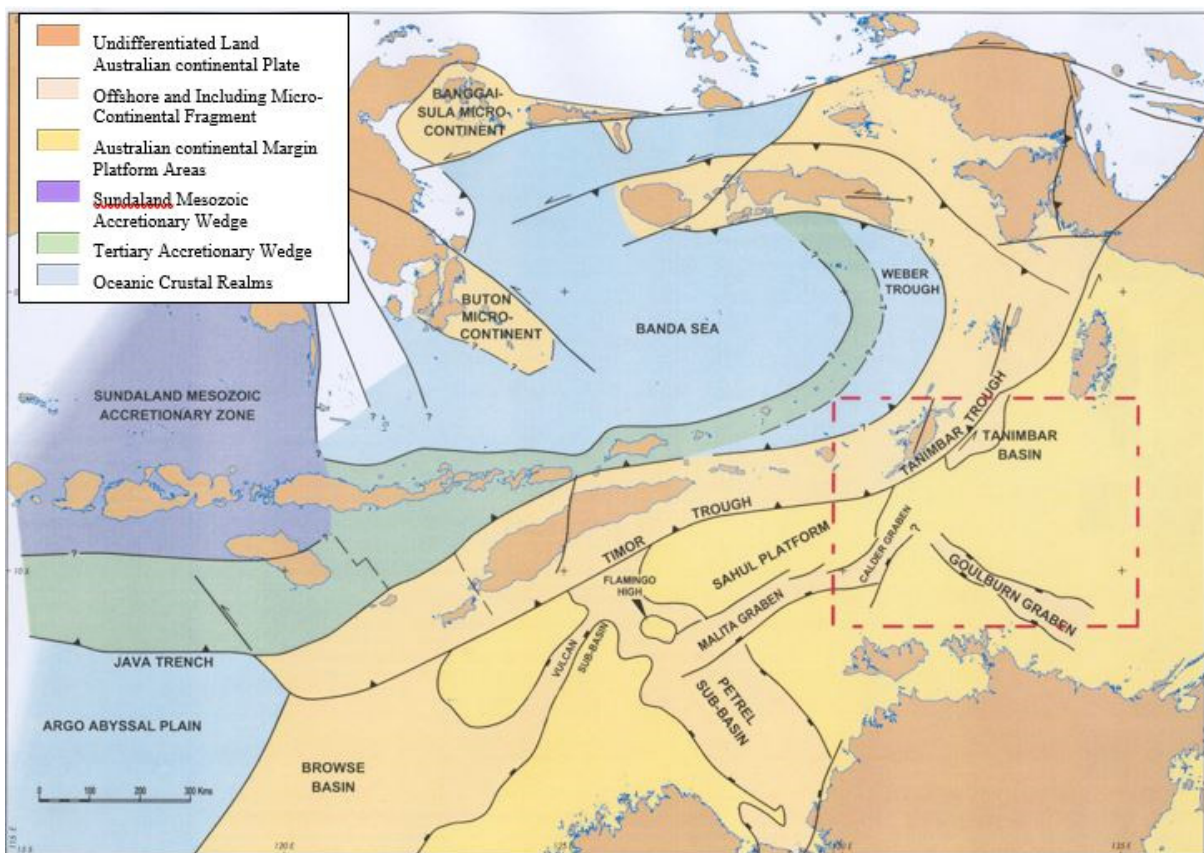 Undifferentiated Land
Australian continental Plate
Offshore and Including Micro-
Continental Fragment
Australian continental Margin
Platform Areas
Sundaland Mesozoic
Accretionary Wedge
Tertiary Accretionary Wedge
Oceanic Crustal Realms
BANGGAI-
SULA MICRO-
CONTINENT
WEBER
TROUGH
BUTON
MICRO-
CONTINENT
BANDA SEA
SUNDALAND MESOZOIC
ACCRETIONARY ZONE
TANIMBAR TROUGH
TANIMBAR
BASIN
TIMOR TROUGH
SAHUL PLATFORM
CALDER GRABEN
FLAMINGO
HIGH
MALITA GRABEN
GOULBURN GRABEN
10 S
JAVA TRENCH
VULCAN
SUB-BASIN
PETREL
SUB-BASIN
ARGO ABYSSAL PLAIN
BROWSE
BASIN
0 100 200 300 Kms
115 E
120 E